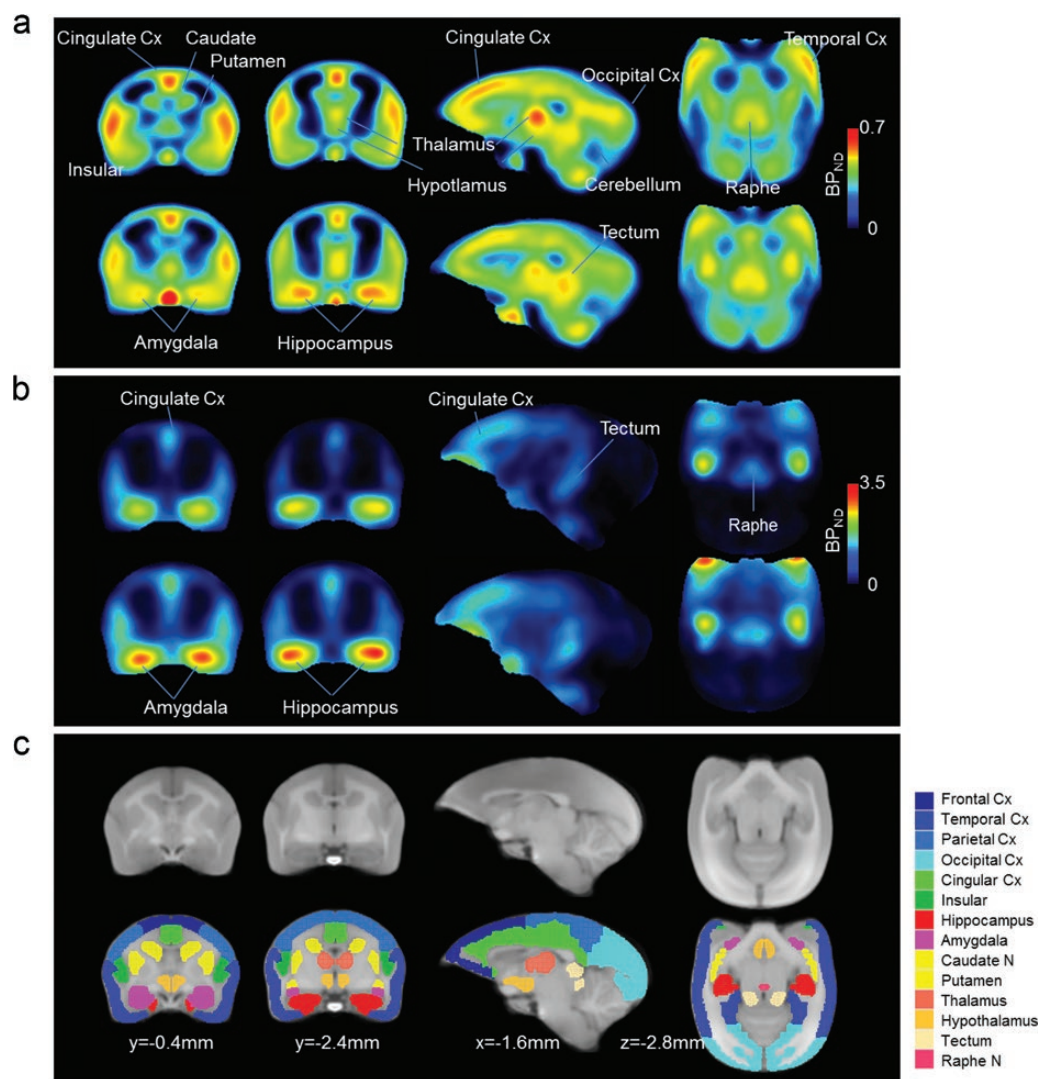 a
Cingulate Cx
Caudate
Putamen
Cingulate Cx
Occipital Cx
Temporal Cx
0.7
BPND
0
Insular
Thalamus
Hypotlamus
Cerebellum
Raphe
Tectum
Amygdala
Hippocampus
b
Cingulate Cx
Cingulate Cx
Tectum
3.5
BPND
0
Raphe
Amygdala
Hippocampus
c
Frontal Cx
Temporal Cx
Parietal Cx
Occipital Cx
Cingular Cx
Insular
Hippocampus
Amygdala
Caudate N
Putamen
Thalamus
Hypothalamus
Tectum
Raphe N
y=-0.4mm
y=-2.4mm
x=-1.6mm
z=-2.8mm